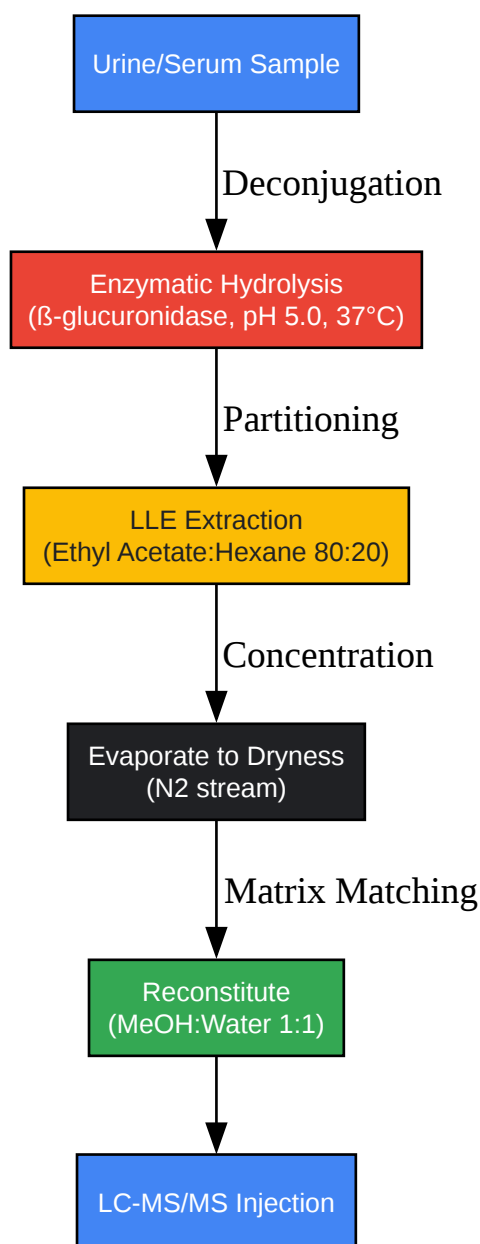 Urine/Serum Sample
Deconjugation
Enzymatic Hydrolysis
(ß-glucuronidase, pH 5.0, 37°C)
Partitioning
LLE Extraction
(Ethyl Acetate:Hexane 80:20)
Concentration
Evaporate to Dryness
(N2 stream)
Matrix Matching
Reconstitute
(MeOH:Water 1:1)
LC-MS/MS Injection